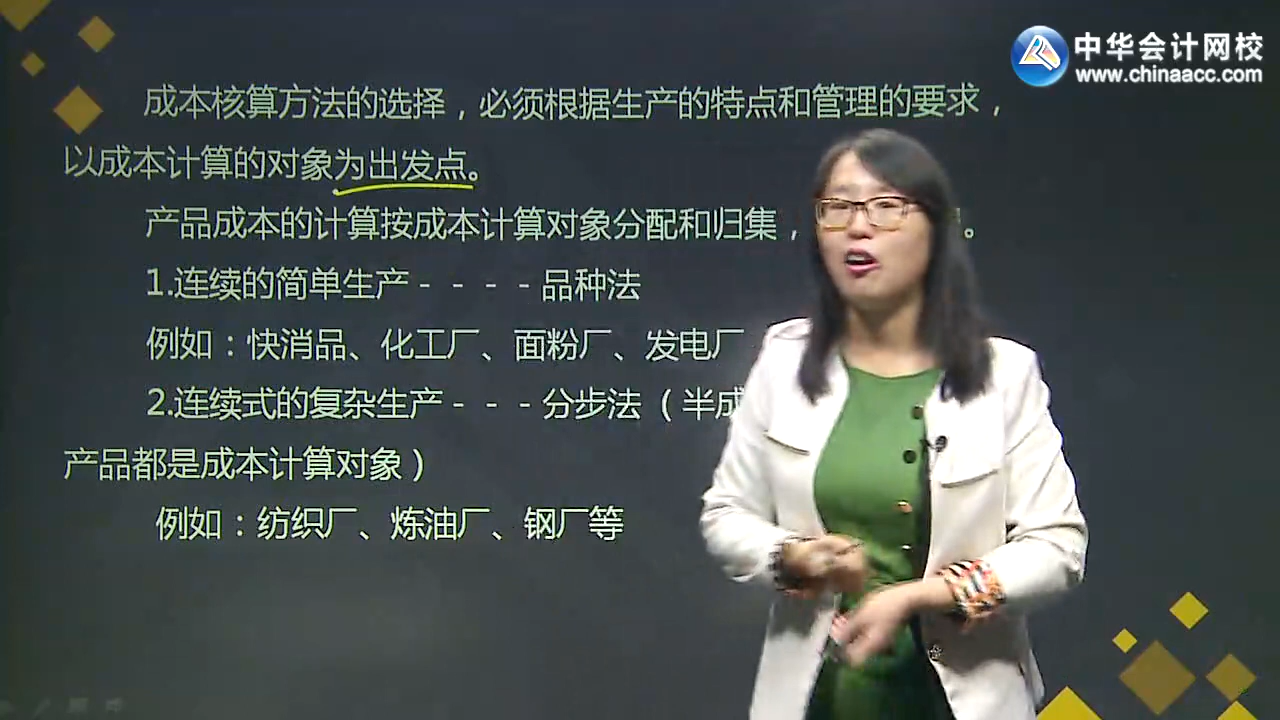 中华会计网校
www.chinaacc.com
成本核算方法的选择，必须根据生产的特点和管理的要求，
以成本计算的对象为出发点。
产品成本的计算按成本计算对象分配和归集，
。
1.连续的简单生产－－－－品种法
例如：快消品、化工厂、面粉厂、发电厂
2.连续式的复杂生产－－－分步法（半成
产品都是成本计算对象）
例如：纺织厂、炼油厂、钢厂等